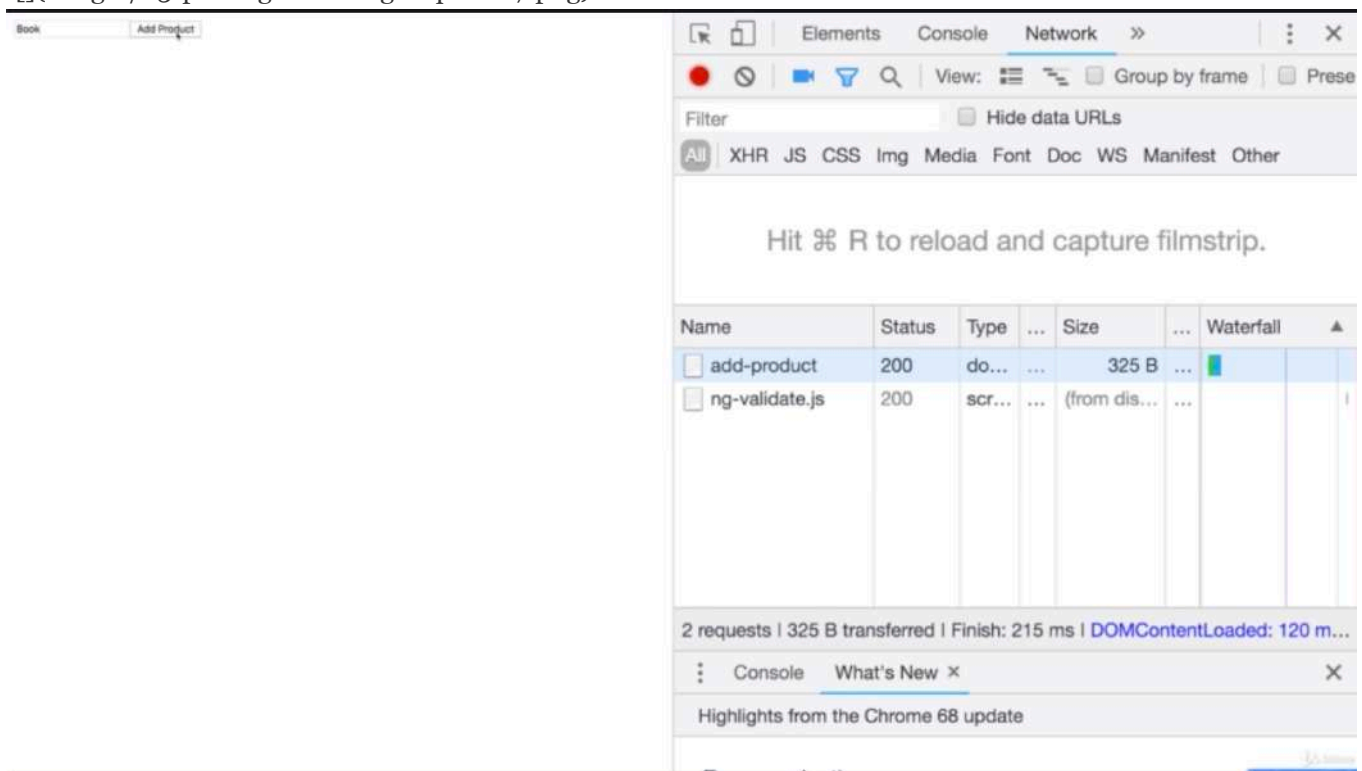 Book Add Product
Elements Console Network »
View: Group by frame Prese
Filter Hide data URLs
All XHR JS CSS Img Media Font Doc WS Manifest Other
Hit ⌘ R to reload and capture filmstrip.
Name Status Type ... Size ... Waterfall ▲
add-product 200 do... ... 325 B ...
ng-validate.js 200 scr... ... (from dis... ...
2 requests | 325 B transferred | Finish: 215 ms | DOMContentLoaded: 120 m...
Console What's New ×
Highlights from the Chrome 68 update